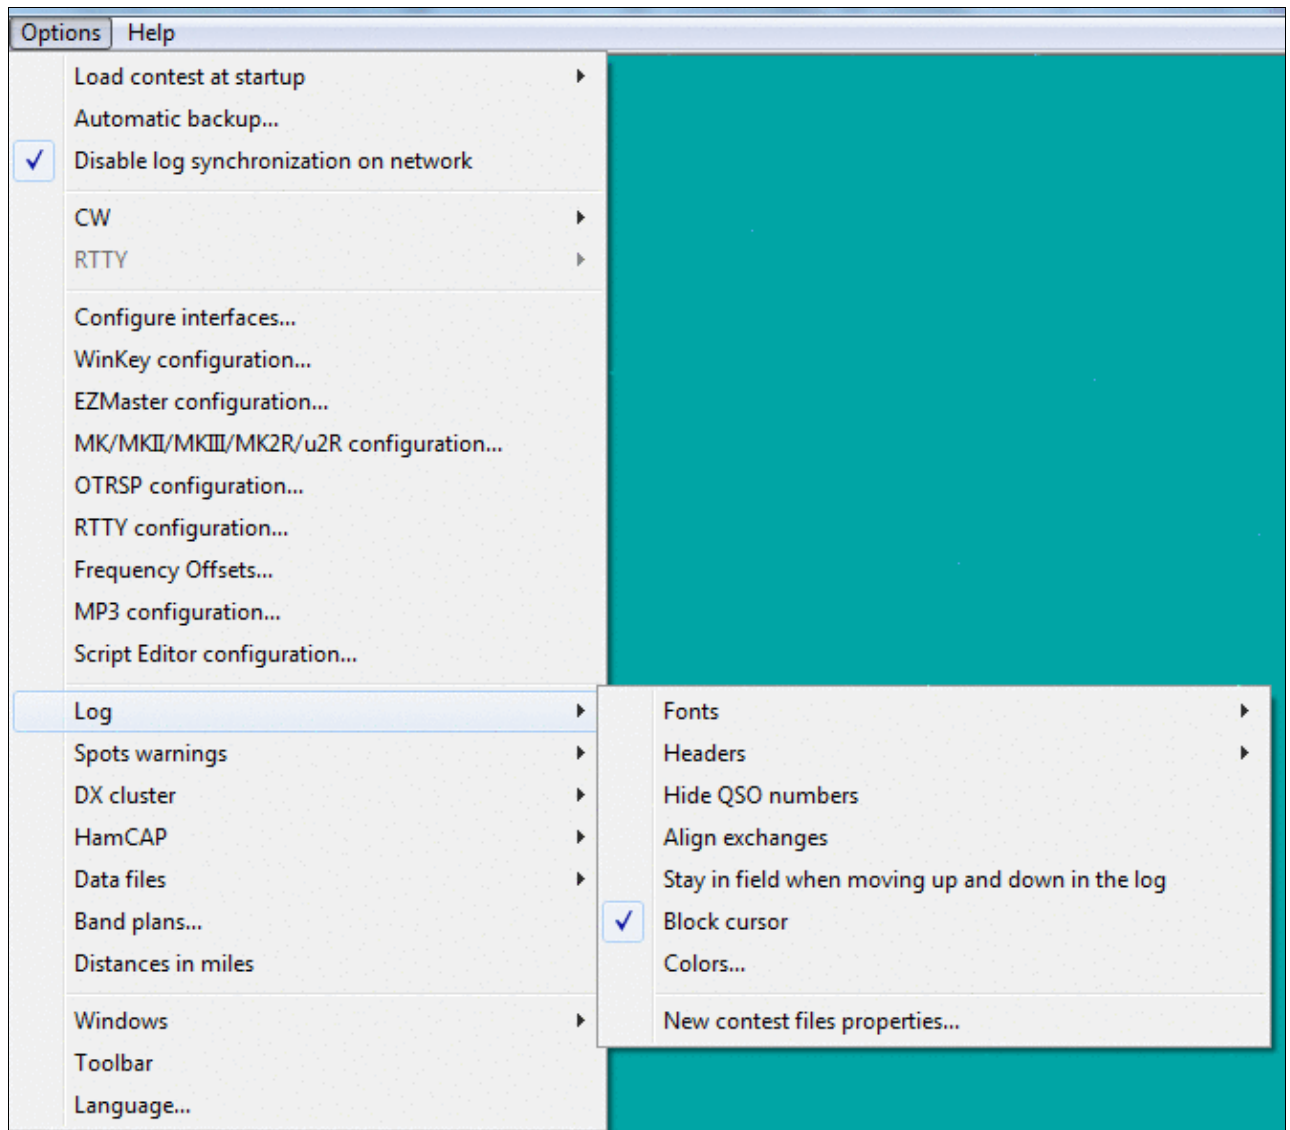 Options Help
Load contest at startup
Automatic backup...
Disable log synchronization on network
CW
RTTY
Configure interfaces...
WinKey configuration...
EZMaster configuration...
MK/MKII/MKIII/MK2R/u2R configuration...
OTRSP configuration...
RTTY configuration...
Frequency Offsets...
MP3 configuration...
Script Editor configuration...
Log
Spots warnings
DX cluster
HamCAP
Data files
Band plans...
Distances in miles
Windows
Toolbar
Language...
Fonts
Headers
Hide QSO numbers
Align exchanges
Stay in field when moving up and down in the log
Block cursor
Colors...
New contest files properties...